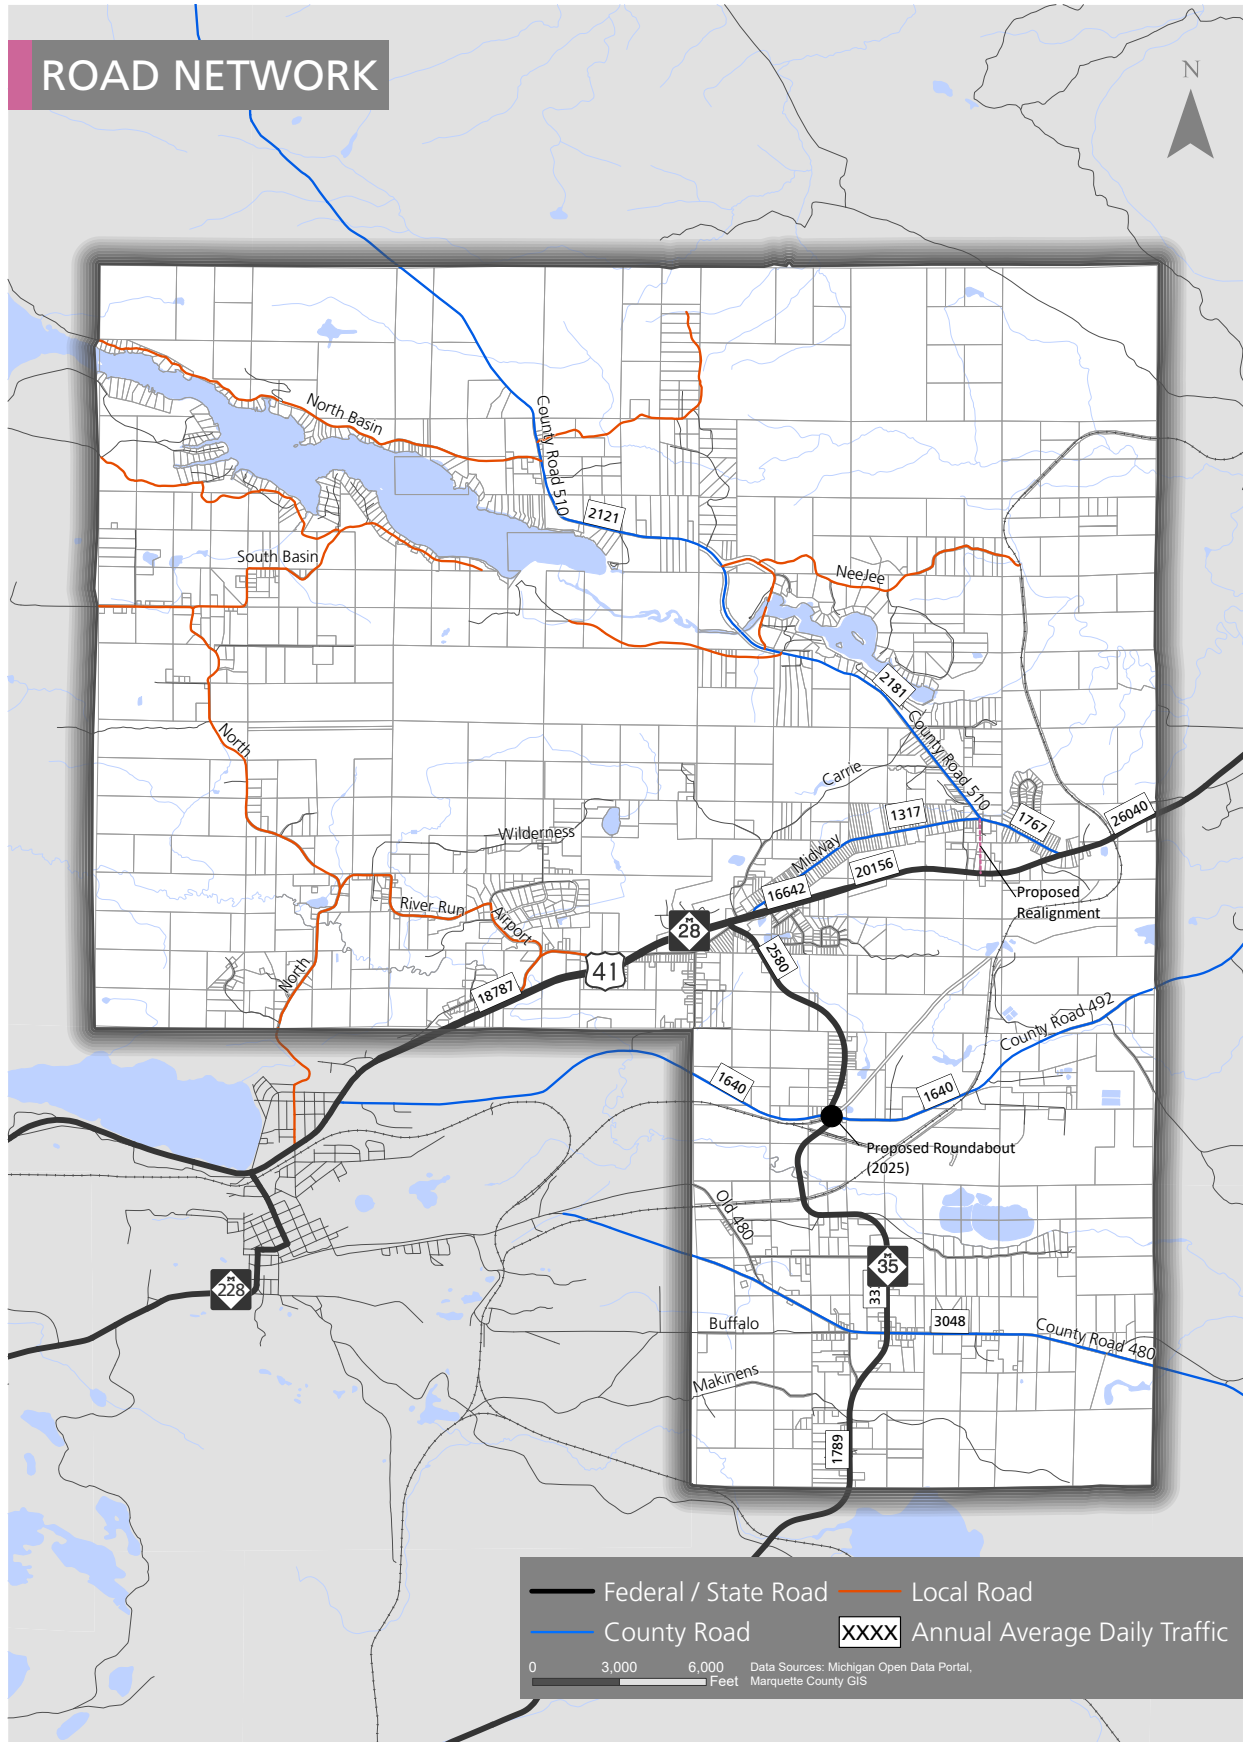 ROAD NETWORK
N
North Basin
County Road 510
2121
South Basin
NeeJee
2181
County Road 510
North
Carrie
1317
1767
26040
Wilderness
Midway
20156
16642
Proposed
Realignment
River Run
Airport
M
28
2580
41
North
18787
County Road 492
1640
1640
Proposed Roundabout
(2025)
Old 480
M
35
M
228
3048
Buffalo
County Road 480
Makinens
1789
Federal / State Road
Local Road
County Road
XXXX Annual Average Daily Traffic
0 3,000 6,000
Feet
Data Sources: Michigan Open Data Portal,
Marquette County GIS